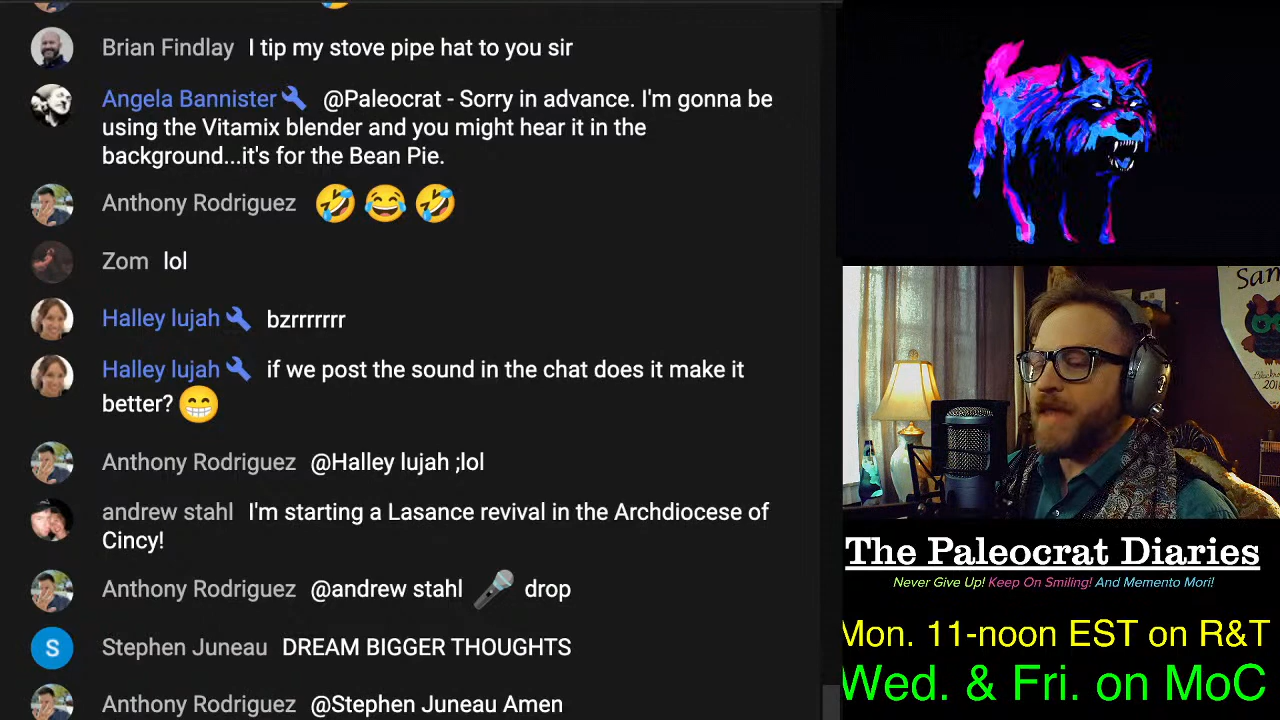 Brian Findlay I tip my stove pipe hat to you sir
Angela Bannister @Paleocrat - Sorry in advance. I'm gonna be
using the Vitamix blender and you might hear it in the
background...it's for the Bean Pie.
Anthony Rodriguez 🤣😂🤣
Zom lol
Halley lujah bzrrrrrrr
Halley lujah if we post the sound in the chat does it make it
better?😁
Anthony Rodriguez @Halley lujah ;lol
andrew stahl I'm starting a Lasance revival in the Archdiocese of
Cincy!
Anthony Rodriguez @andrew stahl 🎤 drop
S
Stephen Juneau DREAM BIGGER THOUGHTS
Anthony Rodriguez @Stephen Juneau Amen
San
The Paleocrat Diaries
Never Give Up! Keep On Smiling! And Memento Mori!
Mon. 11-noon EST on R&T
Wed. & Fri. on MoC